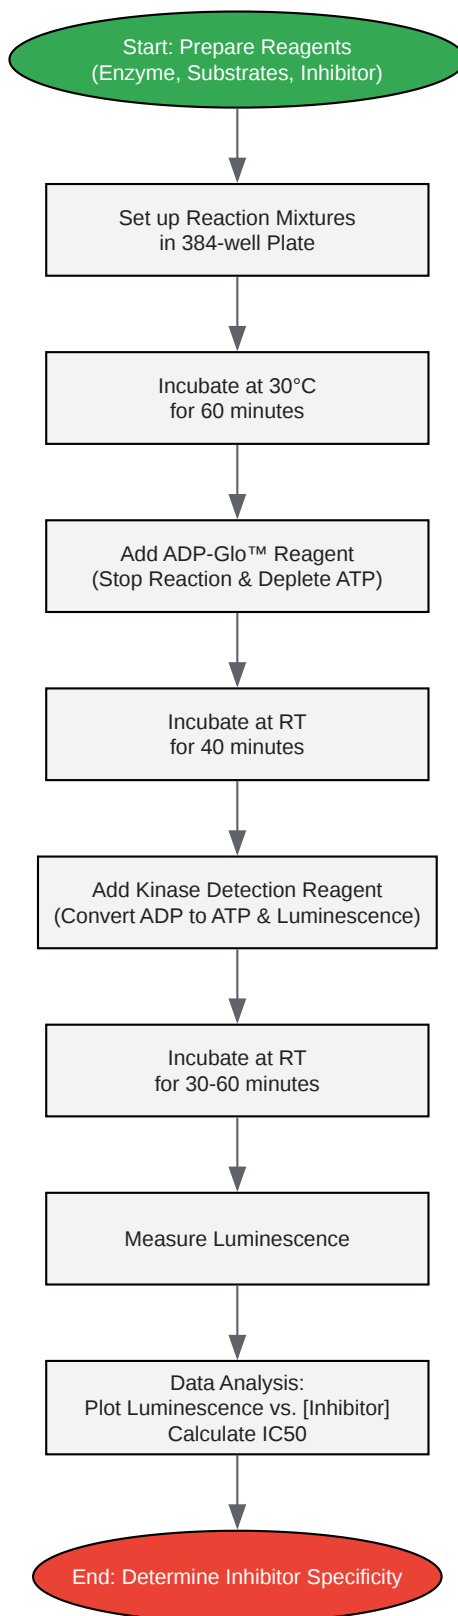 Start: Prepare Reagents
(Enzyme, Substrates, Inhibitor)
Set up Reaction Mixtures
in 384-well Plate
Incubate at 30°C
for 60 minutes
Add ADP-Glo™ Reagent
(Stop Reaction & Deplete ATP)
Incubate at RT
for 40 minutes
Add Kinase Detection Reagent
(Convert ADP to ATP & Luminescence)
Incubate at RT
for 30-60 minutes
Measure Luminescence
Data Analysis:
Plot Luminescence vs. [Inhibitor]
Calculate IC50
End: Determine Inhibitor Specificity